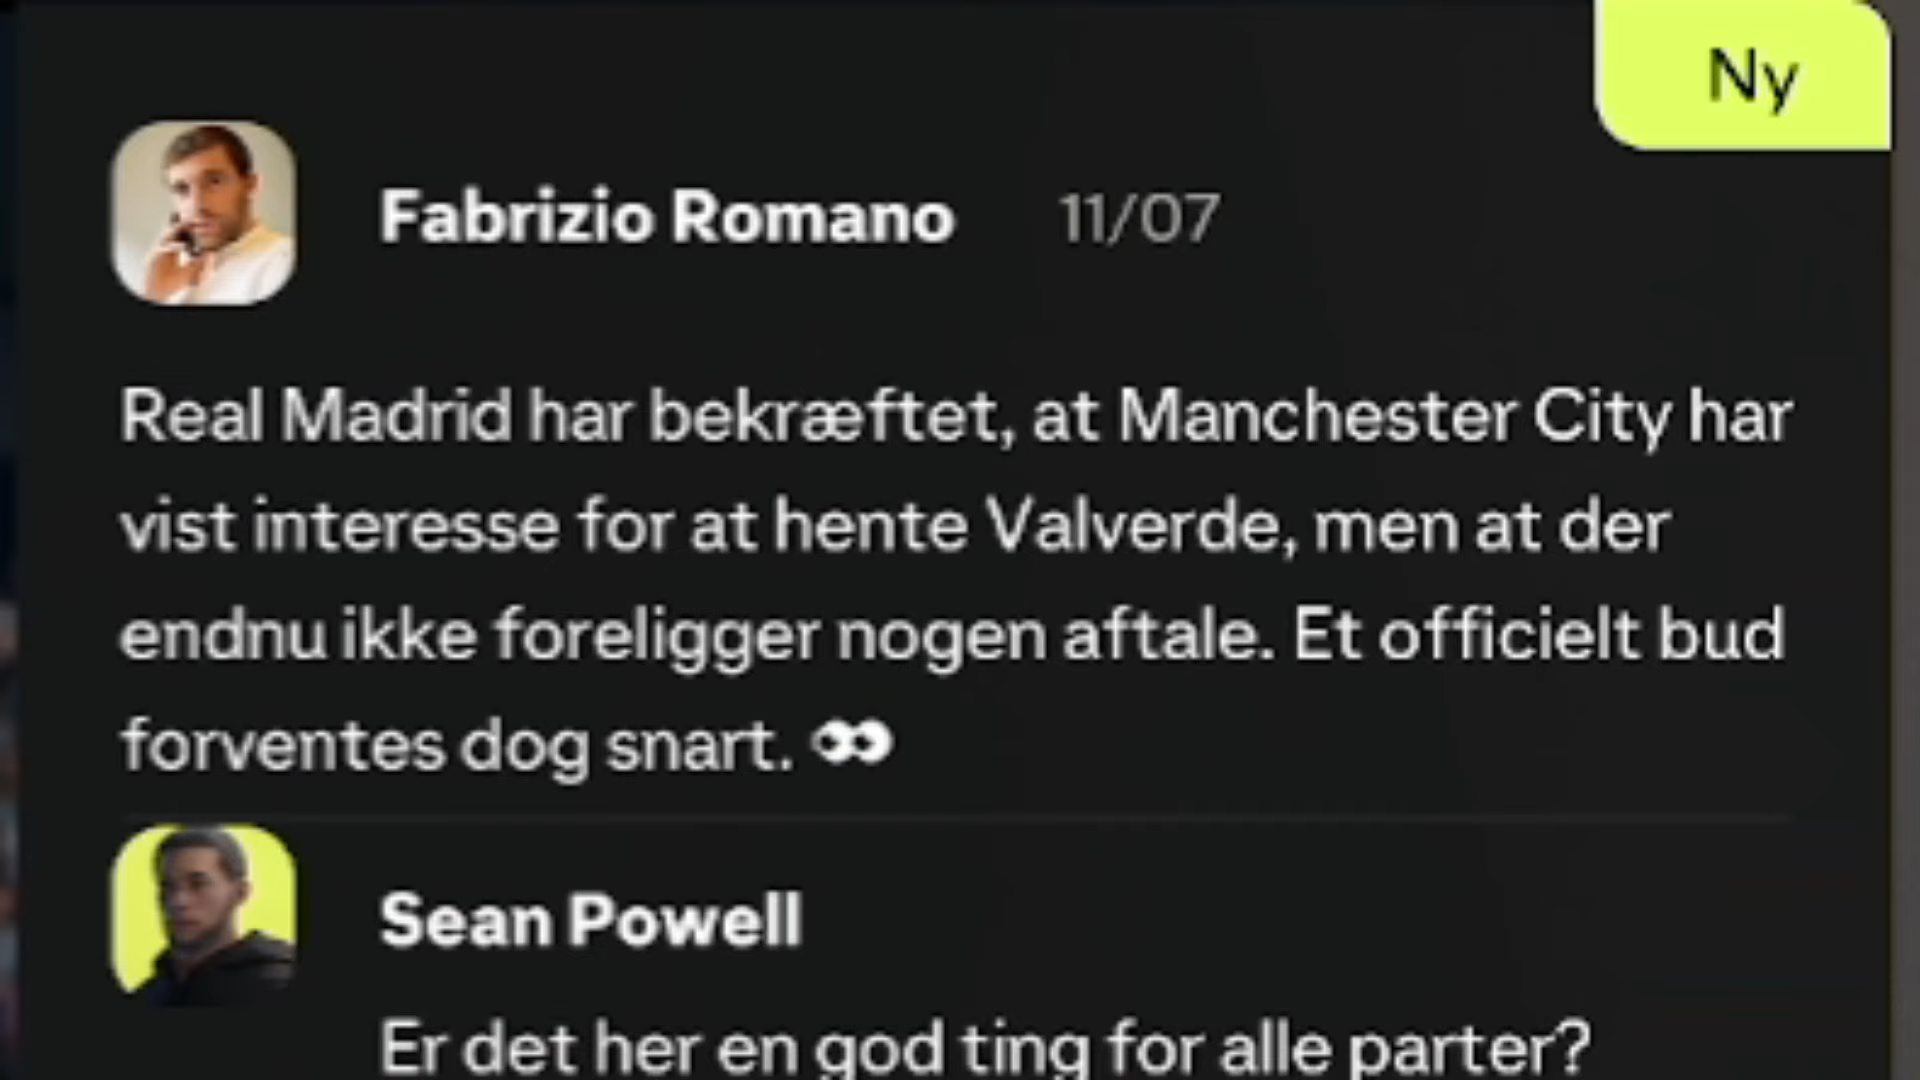 Ny
Fabrizio Romano 11/07
Real Madrid har bekræftet, at Manchester City har
vist interesse for at hente Valverde, men at der
endnu ikke foreligger nogen aftale. Et officielt bud
forventes dog snart. 👀
Sean Powell
Er det her en god ting for alle parter?